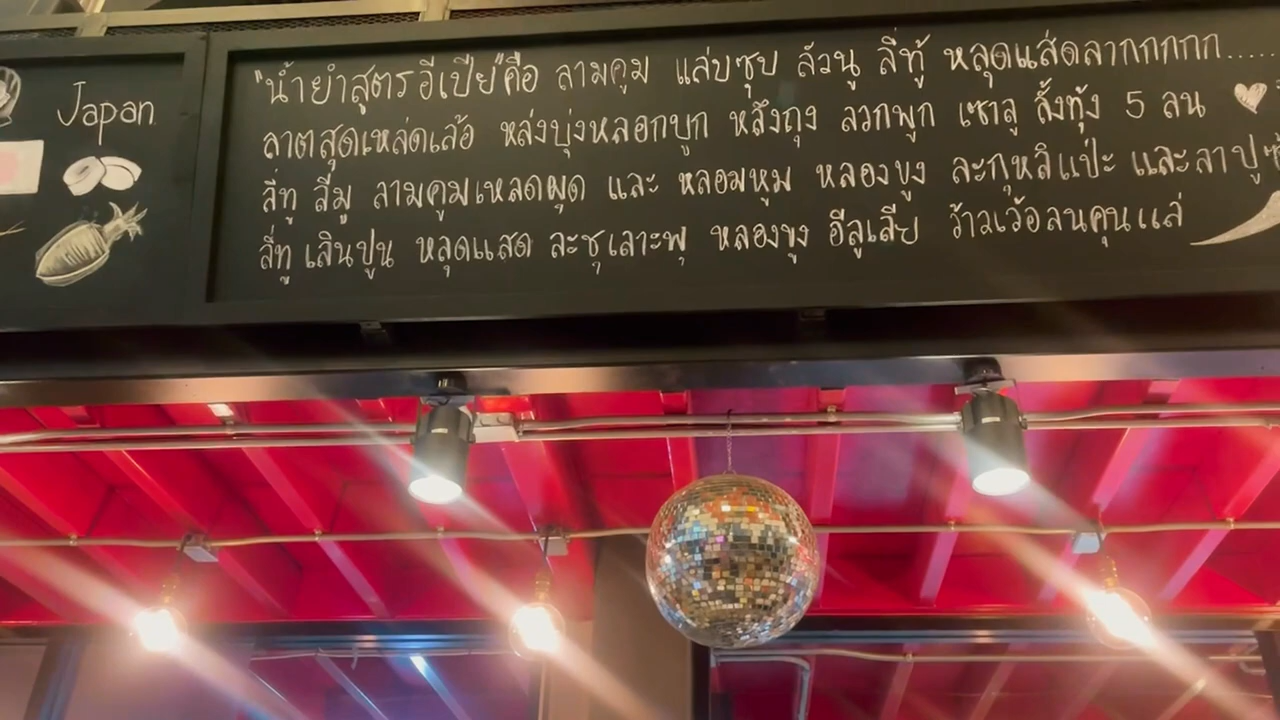 Japan
"น้ำยำสูตรอีเปีย"คือ ลามคูม แล่บซุบ ลัวนู ลี่ทู้ หลุดแส่ดลากกกกก.....
ลาตสุดเหล่ดเล้อ หล่งบุ่งหลอกบูก หลึงถุง ลวกพูก เซาลู ลั้งทุ้ง 5 ลน
ลี่ทู ลีมู ลามคูมเหลดผุด และ หลอมหูม หลองขูง ละกุหลิแป่ะ และลาปู
ลี่ทู เลินปูน หลุดแสด ละชุเลาะพุ หลองขูง อีลูเลีย ว้าวเว้อลนคุนแล่